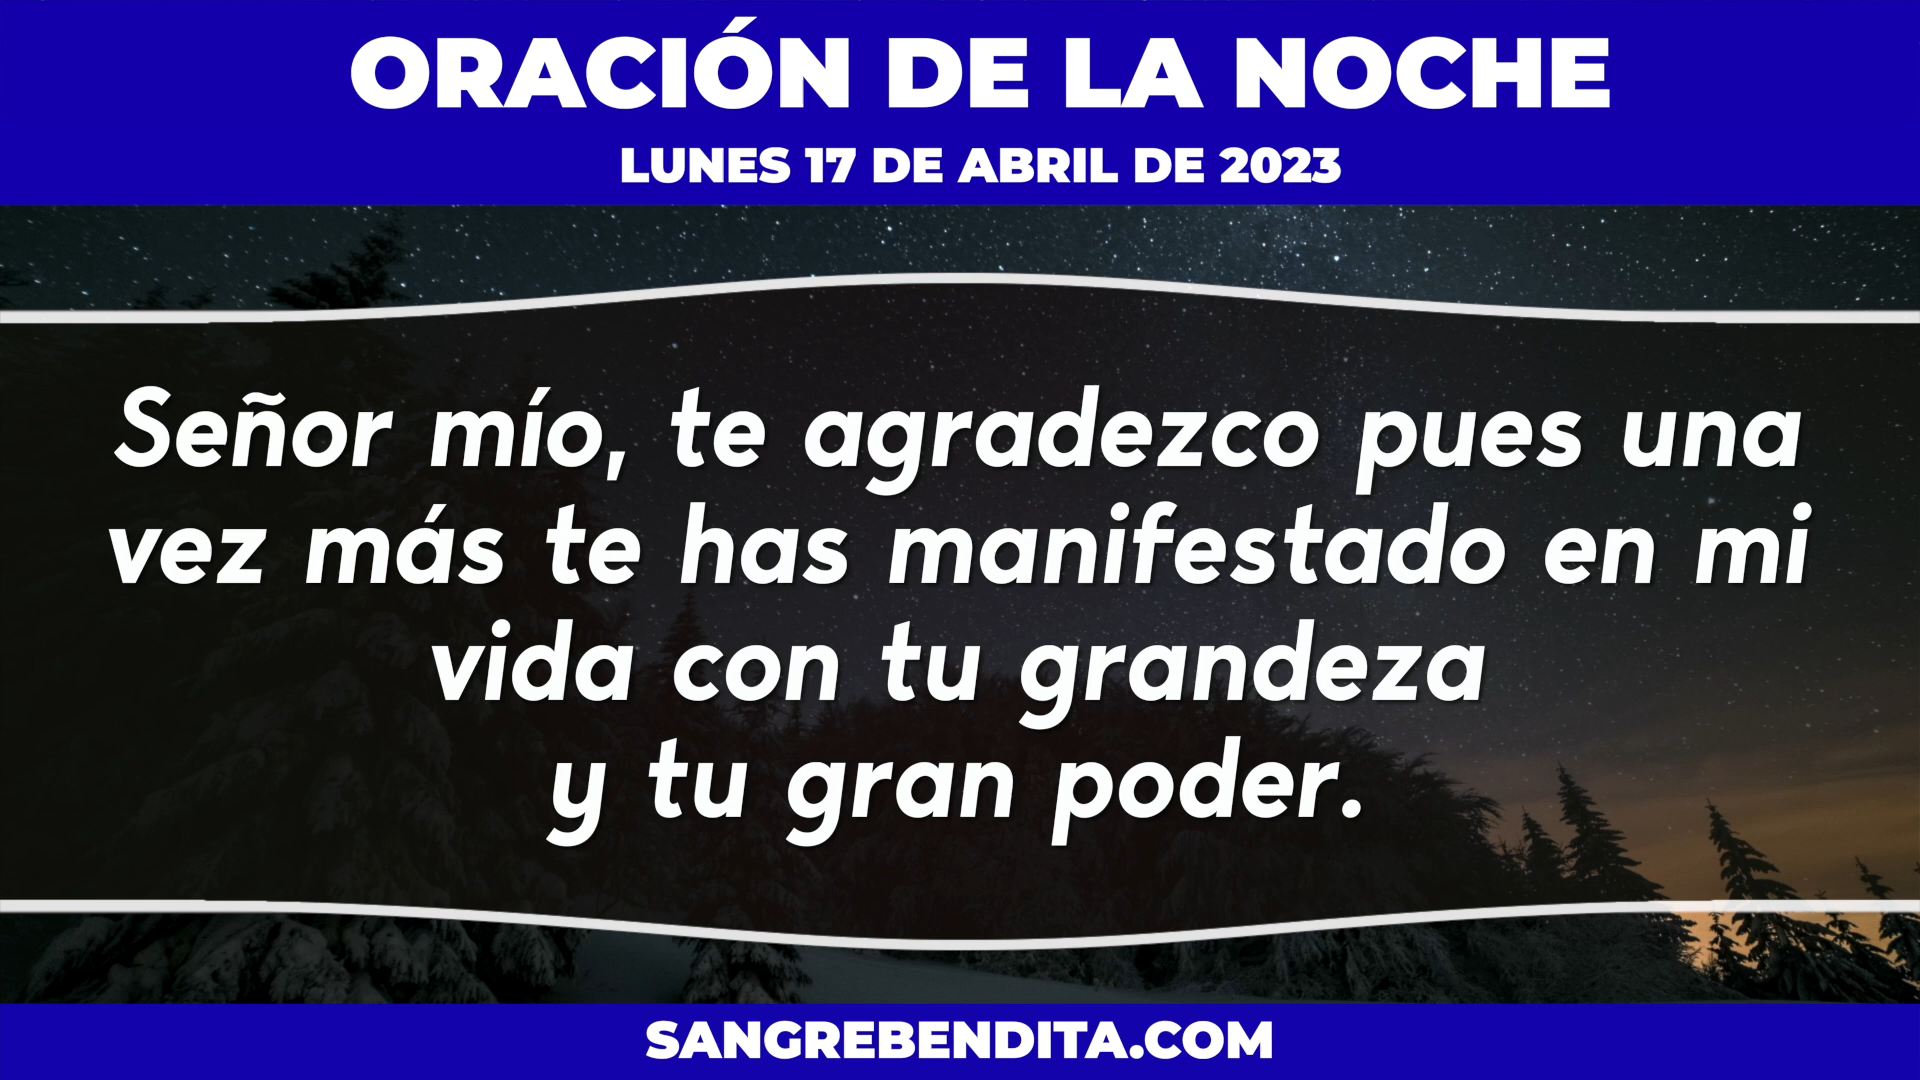 ORACIÓN DE LA NOCHE
LUNES 17 DE ABRIL DE 2023
Señor mío, te agradezco pues una
vez más te has manifestado en mi
vida con tu grandeza
y tu gran poder.
SANGREBENDITA.COM